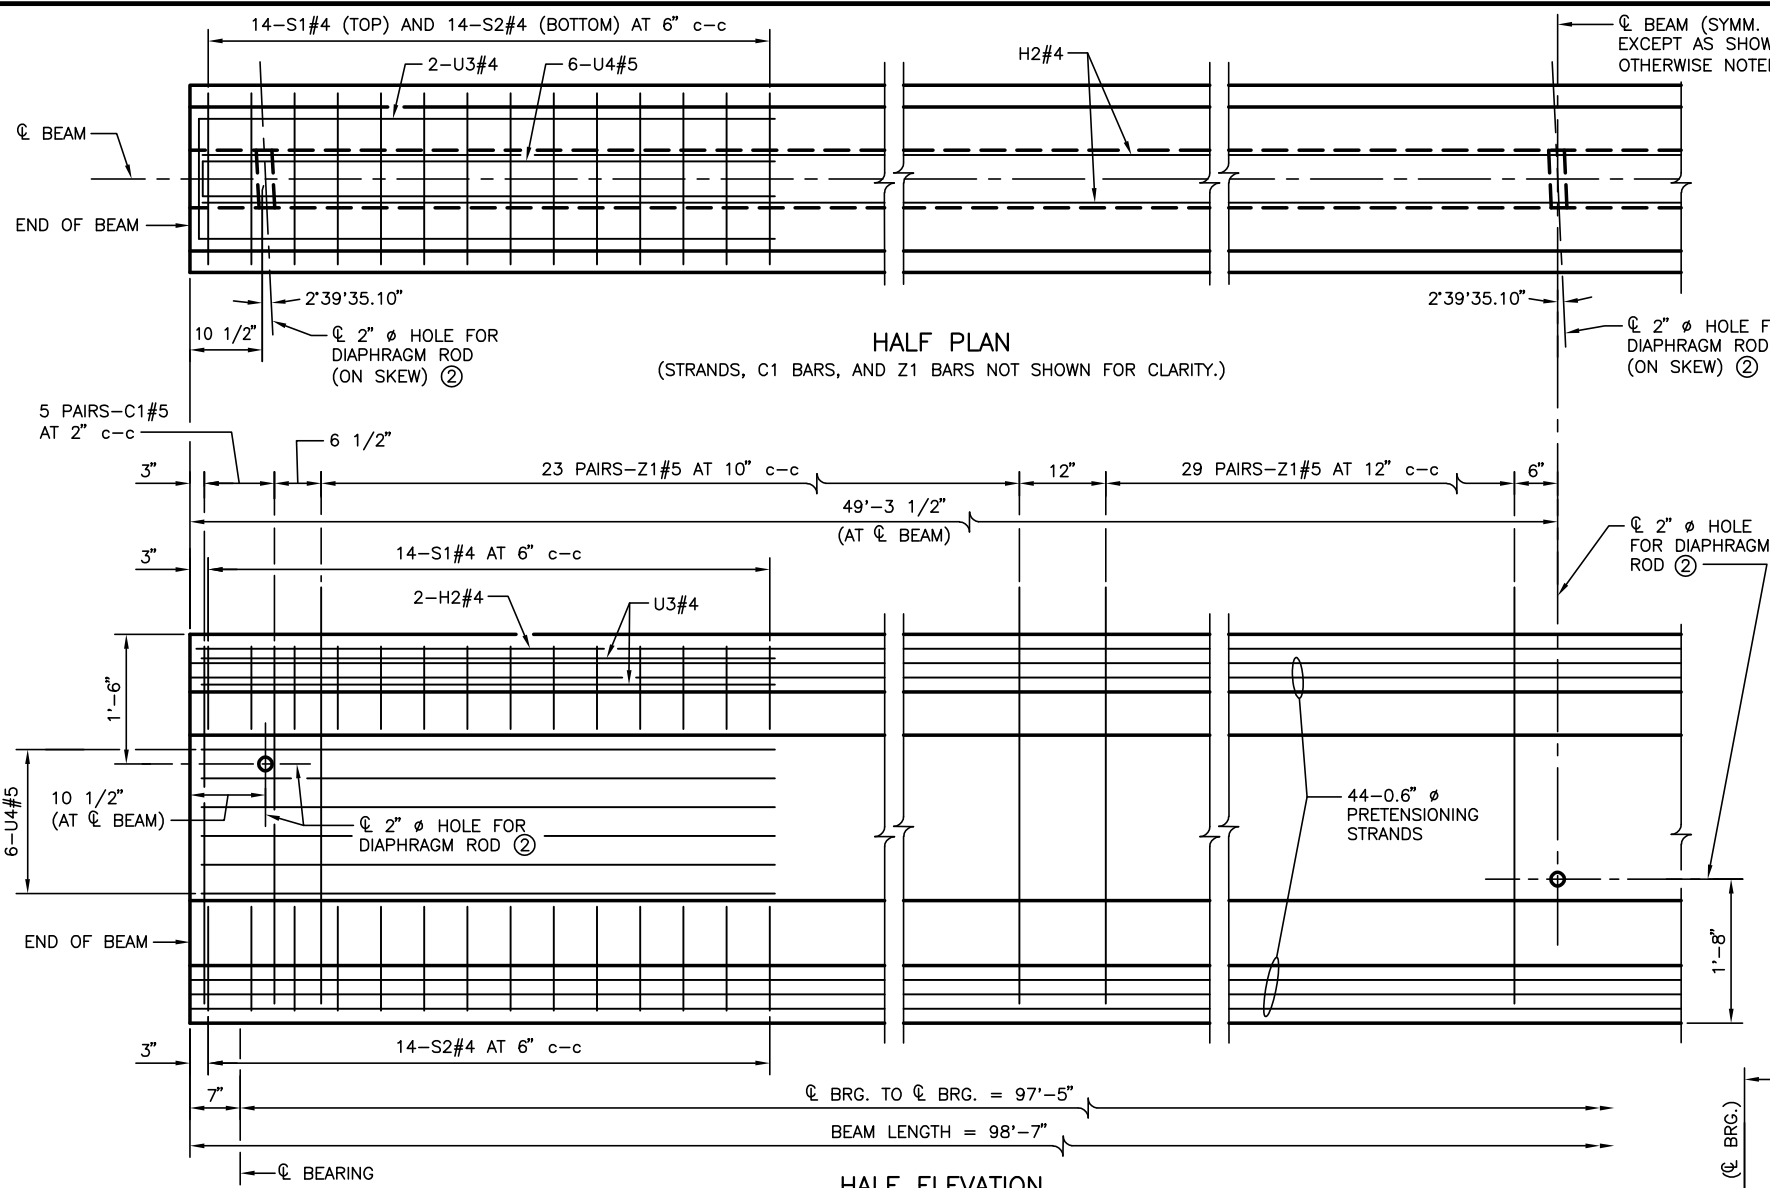 14-S1#4 (TOP) AND 14-S2#4 (BOTTOM) AT 6" c-c
℄ BEAM (SYMM.
EXCEPT AS SHOW
OTHERWISE NOTE
2-U3#4
6-U4#5
H2#4
℄ BEAM
END OF BEAM
2°39'35.10"
2°39'35.10"
10 1/2"
℄ 2" ø HOLE FOR
DIAPHRAGM ROD
(ON SKEW) ②
℄ 2" ø HOLE F
DIAPHRAGM ROD
(ON SKEW) ②
HALF PLAN
(STRANDS, C1 BARS, AND Z1 BARS NOT SHOWN FOR CLARITY.)
5 PAIRS-C1#5
AT 2" c-c
6 1/2"
3"
23 PAIRS-Z1#5 AT 10" c-c
12"
29 PAIRS-Z1#5 AT 12" c-c
6"
49'-3 1/2"
(AT ℄ BEAM)
℄ 2" ø HOLE
FOR DIAPHRAGM
ROD ②
3"
14-S1#4 AT 6" c-c
2-H2#4
U3#4
1'-6"
6-U4#5
10 1/2"
(AT ℄ BEAM)
℄ 2" ø HOLE FOR
DIAPHRAGM ROD ②
44-0.6" ø
PRETENSIONING
STRANDS
END OF BEAM
1'-8"
3"
14-S2#4 AT 6" c-c
7"
℄ BRG. TO ℄ BRG. = 97'-5"
BEAM LENGTH = 98'-7"
(℄ BRG.)
℄ BEARING
HALF ELEVATION